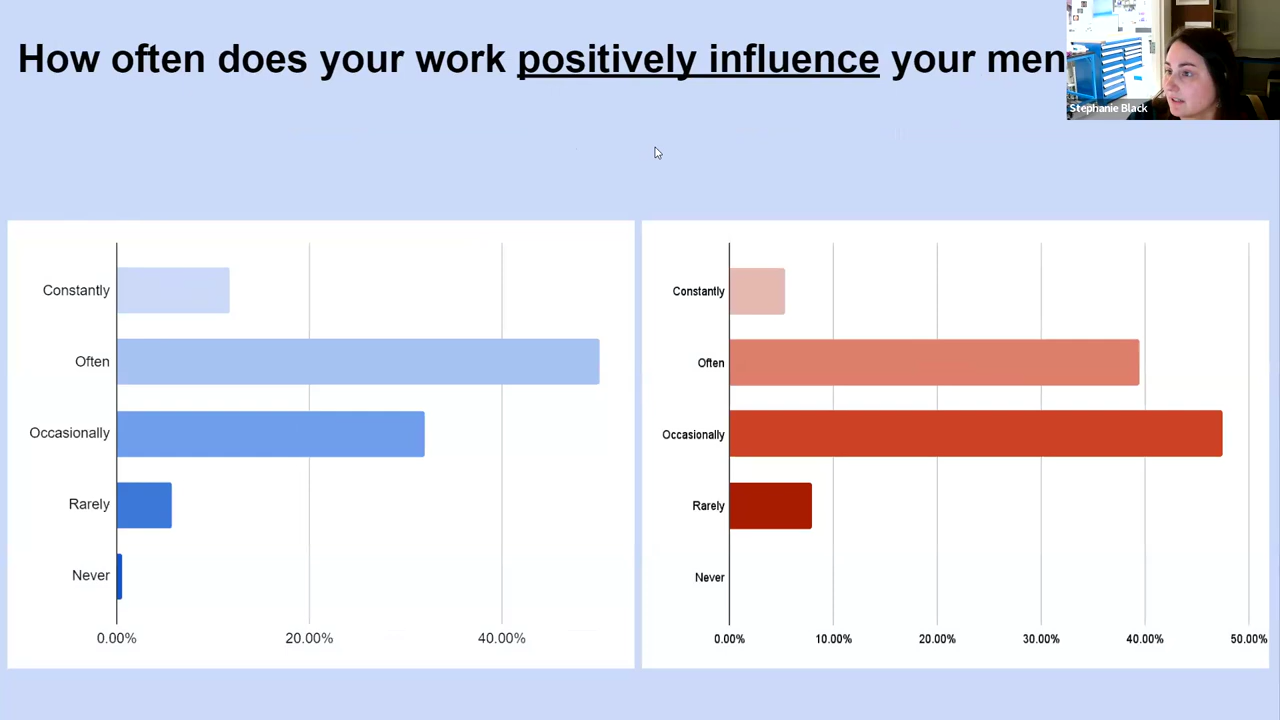 How often does your work positively influence your men
Stephanie Black
Constantly
Often
Occasionally
Rarely
Never
0.00% 20.00% 40.00%
Constantly
Often
Occasionally
Rarely
Never
0.00% 10.00% 20.00% 30.00% 40.00% 50.00%